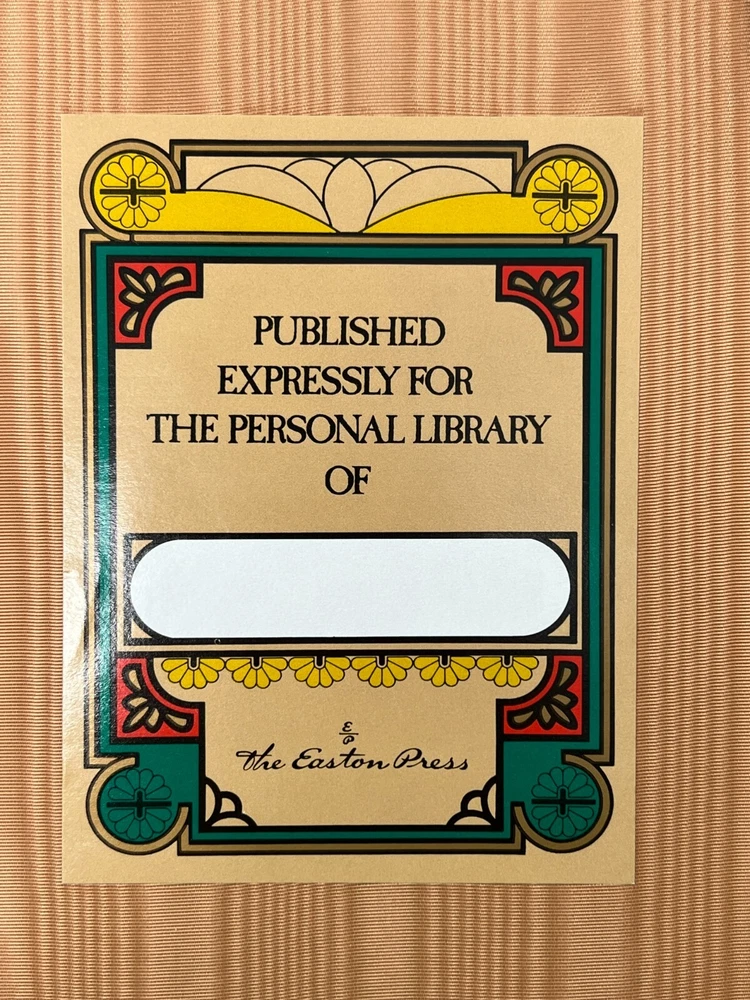 PUBLISHED
EXPRESSLY FOR
THE PERSONAL LIBRARY
OF
E
P
the Easton Press